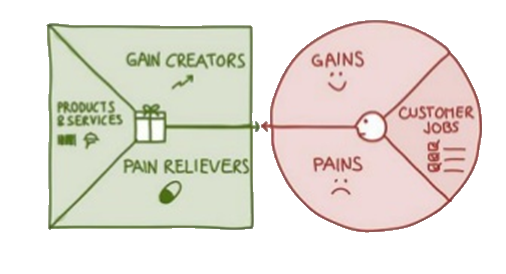 GAIN CREATORS
PRODUCTS
& SERVICES
PAIN RELIEVERS
GAINS
CUSTOMER
JOBS
PAINS